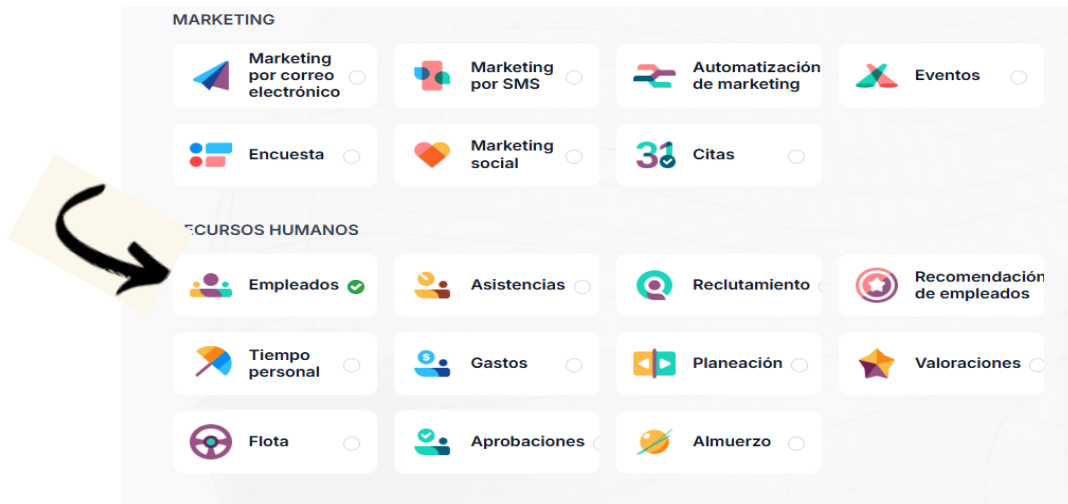 MARKETING
Marketing
por correo
electrónico
Marketing
por SMS
Automatización
de marketing
Eventos
Encuesta
Marketing
social
31
Citas
ECURSOS HUMANOS
Empleados
Asistencias
Reclutamiento
Recomendación
de empleados
Tiempo
personal
$
Gastos
Planeación
Valoraciones
Flota
Aprobaciones
Almuerzo